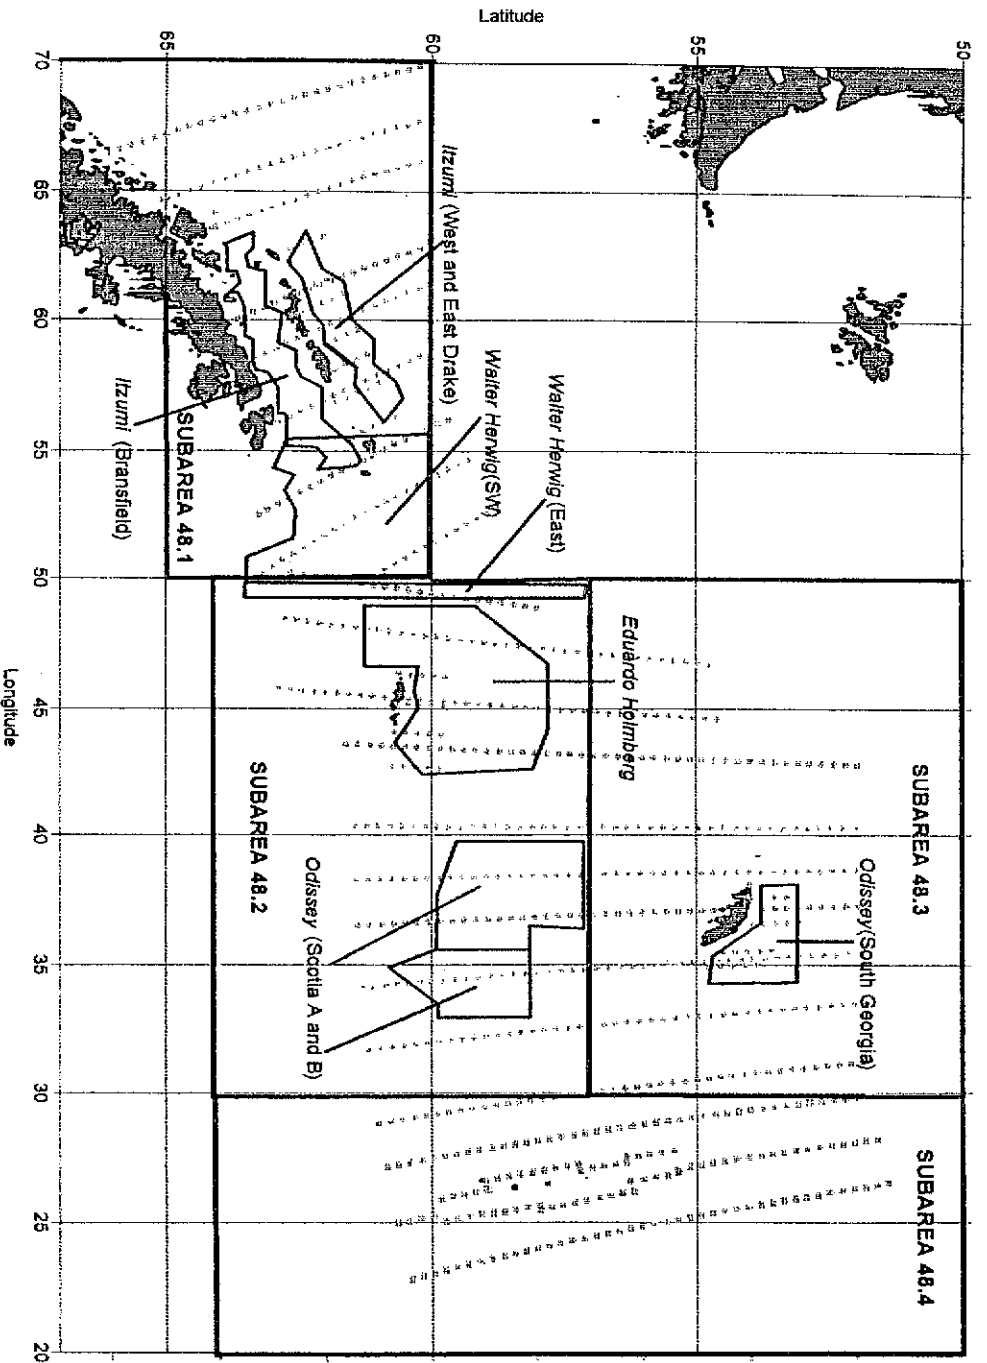 Latitude
50
55
60
65
70
65
60
55
50
45
40
35
30
25
20
Longitude
Itzumi (West and East Drake)
Walter Herwig(SW)
Walter Herwig (East)
Itzumi (Bransfield)
SUBAREA 48.1
Eduardo Holmberg
SUBAREA 48.2
Odissey (Scotia A and B)
SUBAREA 48.3
Odissey(South Georgia)
SUBAREA 48.4